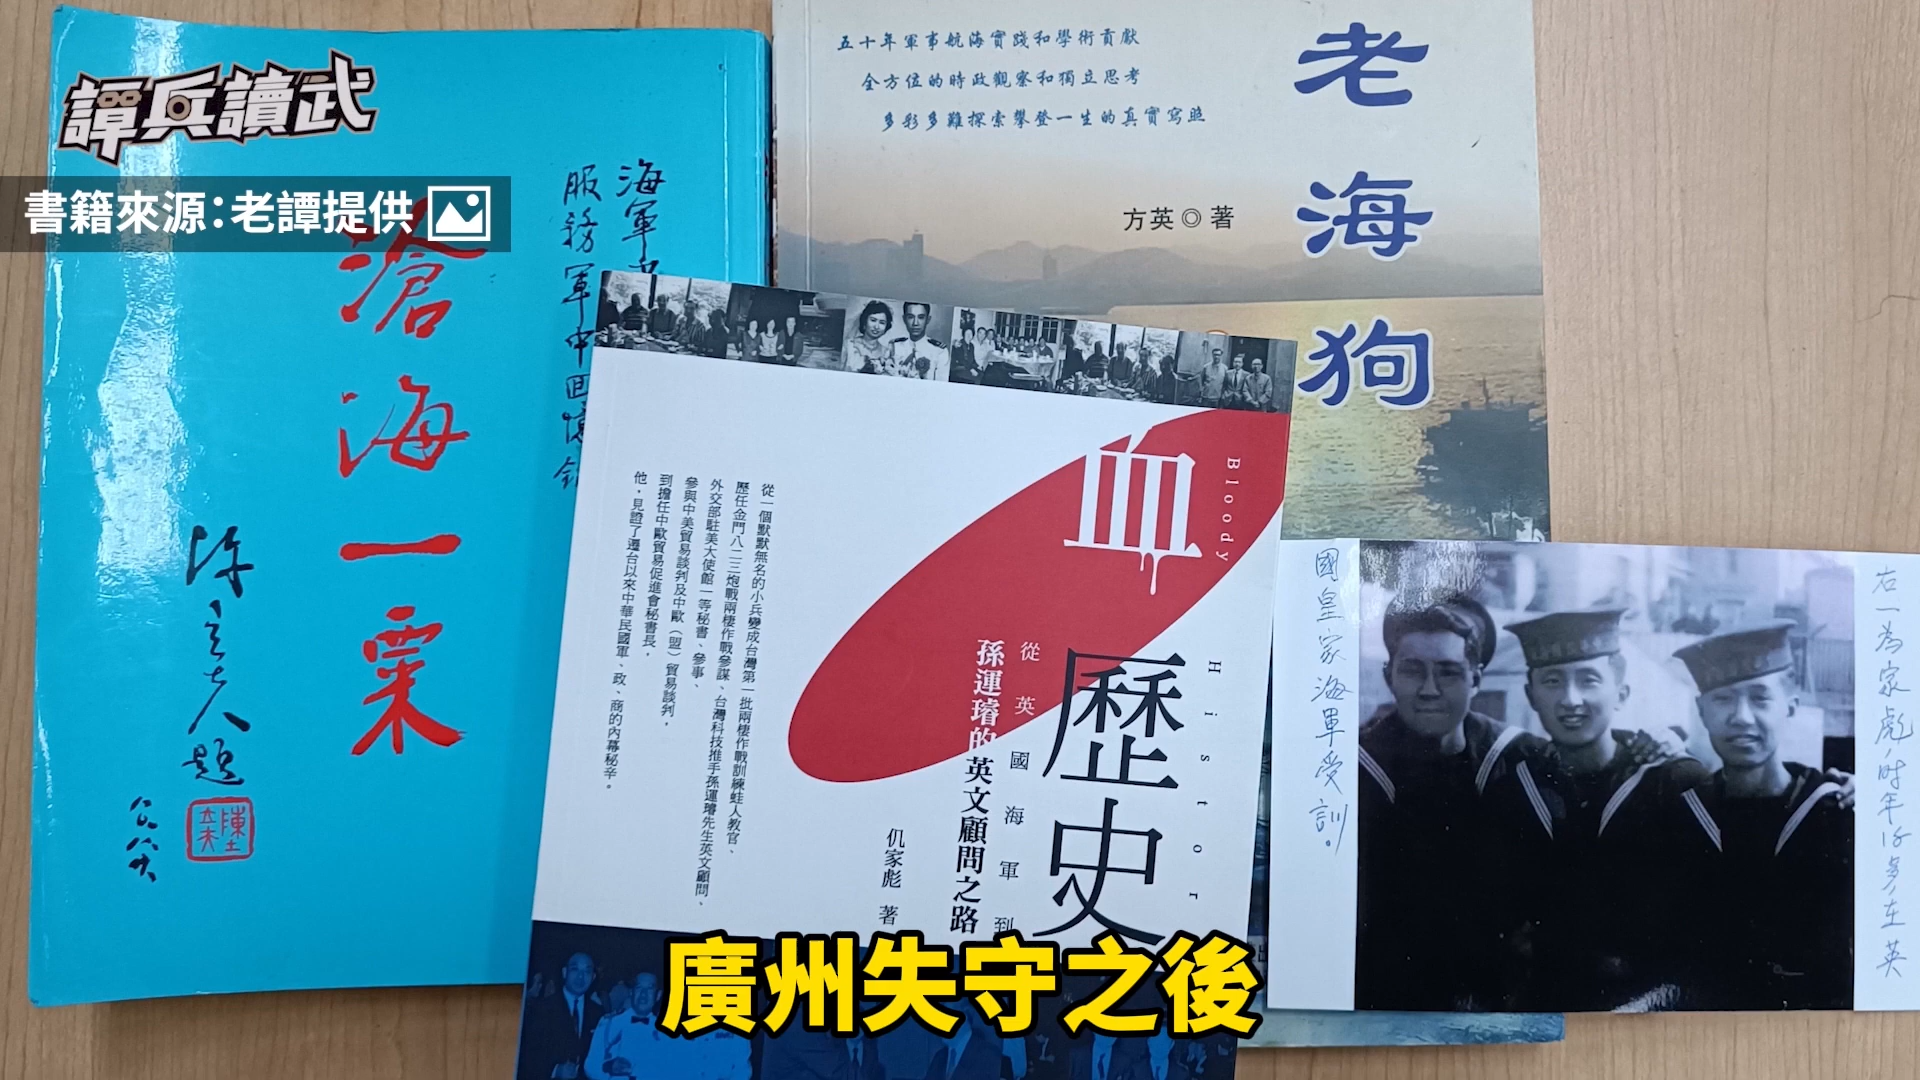 譚兵讀武
書籍來源:老譚提供
滄海一粟
服務軍中回憶錄
陳立夫題
五十年軍事航海實踐和學術貢獻
全方位的時政觀察和獨立思考
多彩多難探索攀登一生的真實寫照
老海狗
方英◎著
血
歷史
Bloody
Histor
從英國海軍到
孫運璿的英文顧問之路
從一個默默無名的小兵變成台灣第一批兩棲作戰訓練蛙人教官、
歷任金門八二三炮戰兩棲作戰參謀、台灣科技推手孫運璿先生英文顧問、
外交部駐美大使館一等秘書、參事、
參與中美貿易談判及中歐(盟)貿易談判,
到擔任中歐貿易促進會秘書長,
他,見證了遷台以來中華民國軍、政、商的內幕秘辛。
仉家彪 著
右一為家彪,時年18多,在英
國皇家海軍受訓。
廣州失守之後